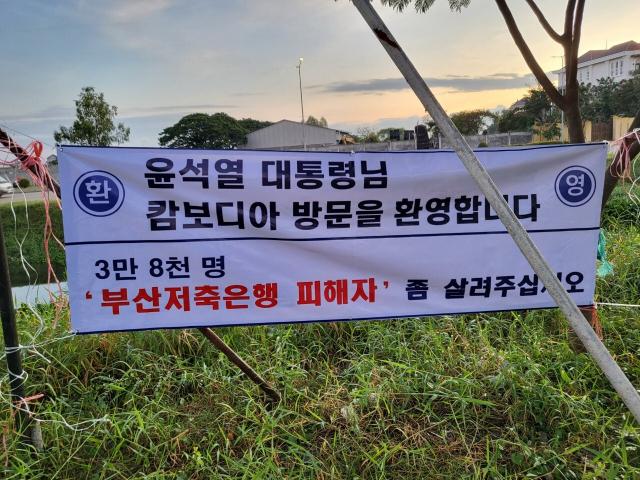 환 영
윤석열 대통령님
캄보디아 방문을 환영합니다
3만 8천 명
'부산저축은행 피해자' 좀 살려주십시오